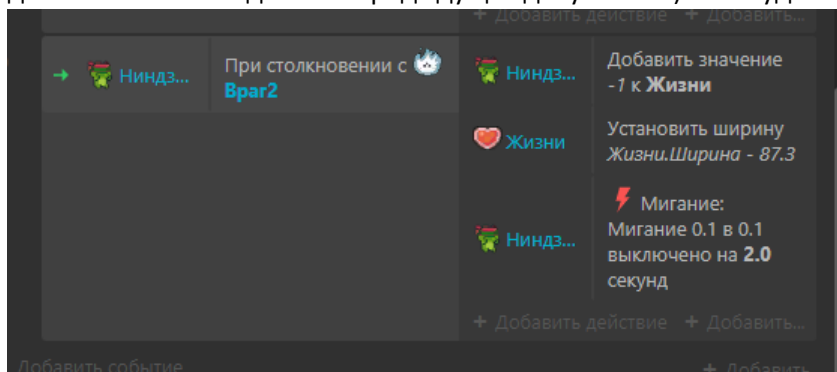 + Добавить действие + Добавить...
Ниндз...
При столкновении с
Враг2
Ниндз...
Добавить значение
-1 к Жизни
Жизни
Установить ширину
Жизни.Ширина - 87.3
Ниндз...
Мигание:
Мигание 0.1 в 0.1
выключено на 2.0
секунд
+ Добавить действие + Добавить...
Добавить событие
+ Добавить